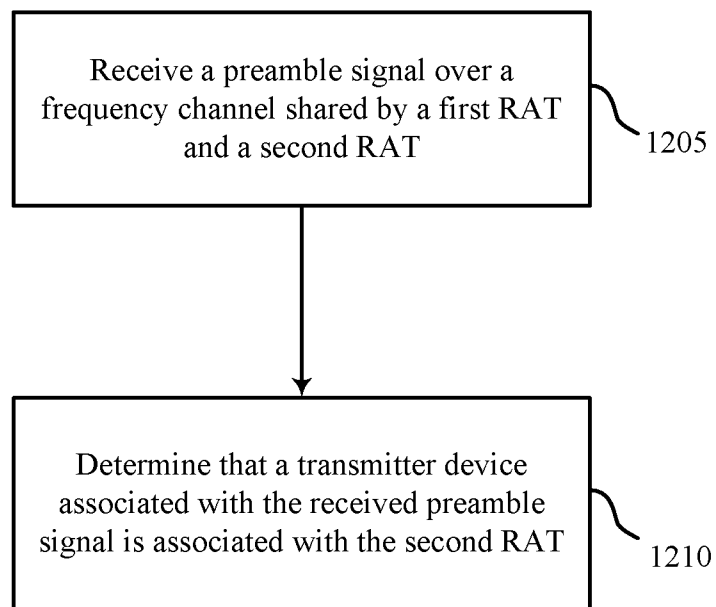 Receive a preamble signal over a
frequency channel shared by a first RAT
and a second RAT
1205
Determine that a transmitter device
associated with the received preamble
signal is associated with the second RAT
1210